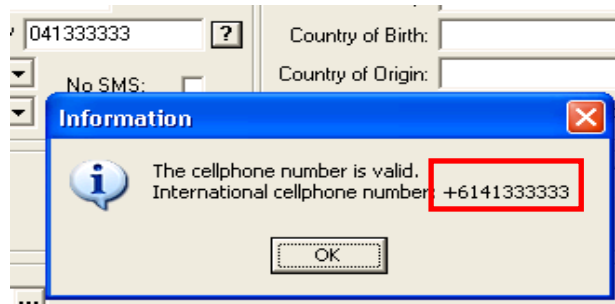 041333333 ? Country of Birth:
No SMS: Country of Origin:
Information
The cellphone number is valid.
International cellphone number: +6141333333
OK
...